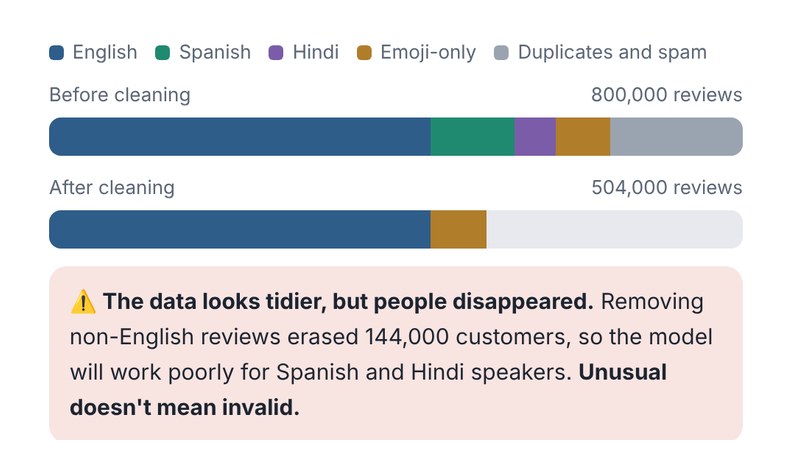 English Spanish Hindi Emoji-only Duplicates and spam
Before cleaning 800,000 reviews
After cleaning 504,000 reviews
⚠️ The data looks tidier, but people disappeared. Removing
non-English reviews erased 144,000 customers, so the model
will work poorly for Spanish and Hindi speakers. Unusual
doesn't mean invalid.